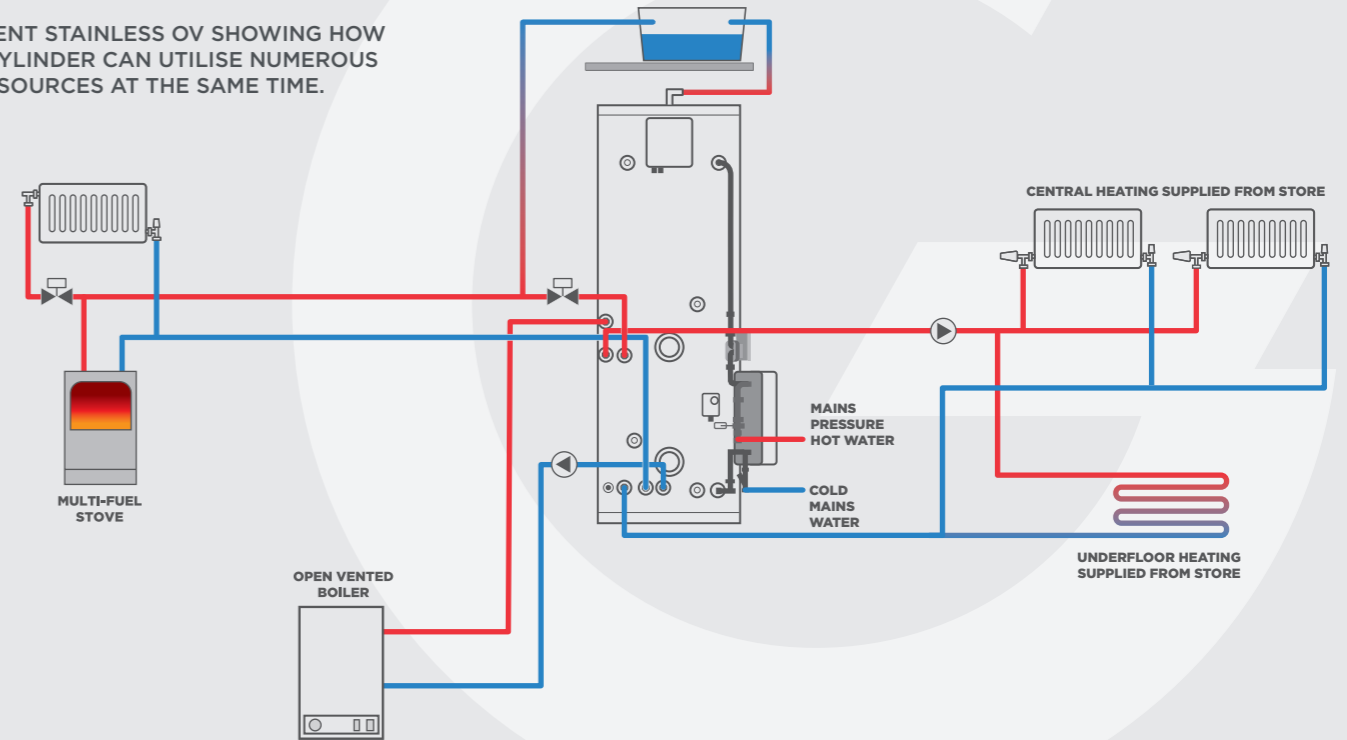 ENT STAINLESS OV SHOWING HOW
YLINDER CAN UTILISE NUMEROUS
SOURCES AT THE SAME TIME.
CENTRAL HEATING SUPPLIED FROM STORE
MAINS
PRESSURE
HOT WATER
COLD
MAINS
WATER
MULTI-FUEL
STOVE
OPEN VENTED
BOILER
UNDERFLOOR HEATING
SUPPLIED FROM STORE